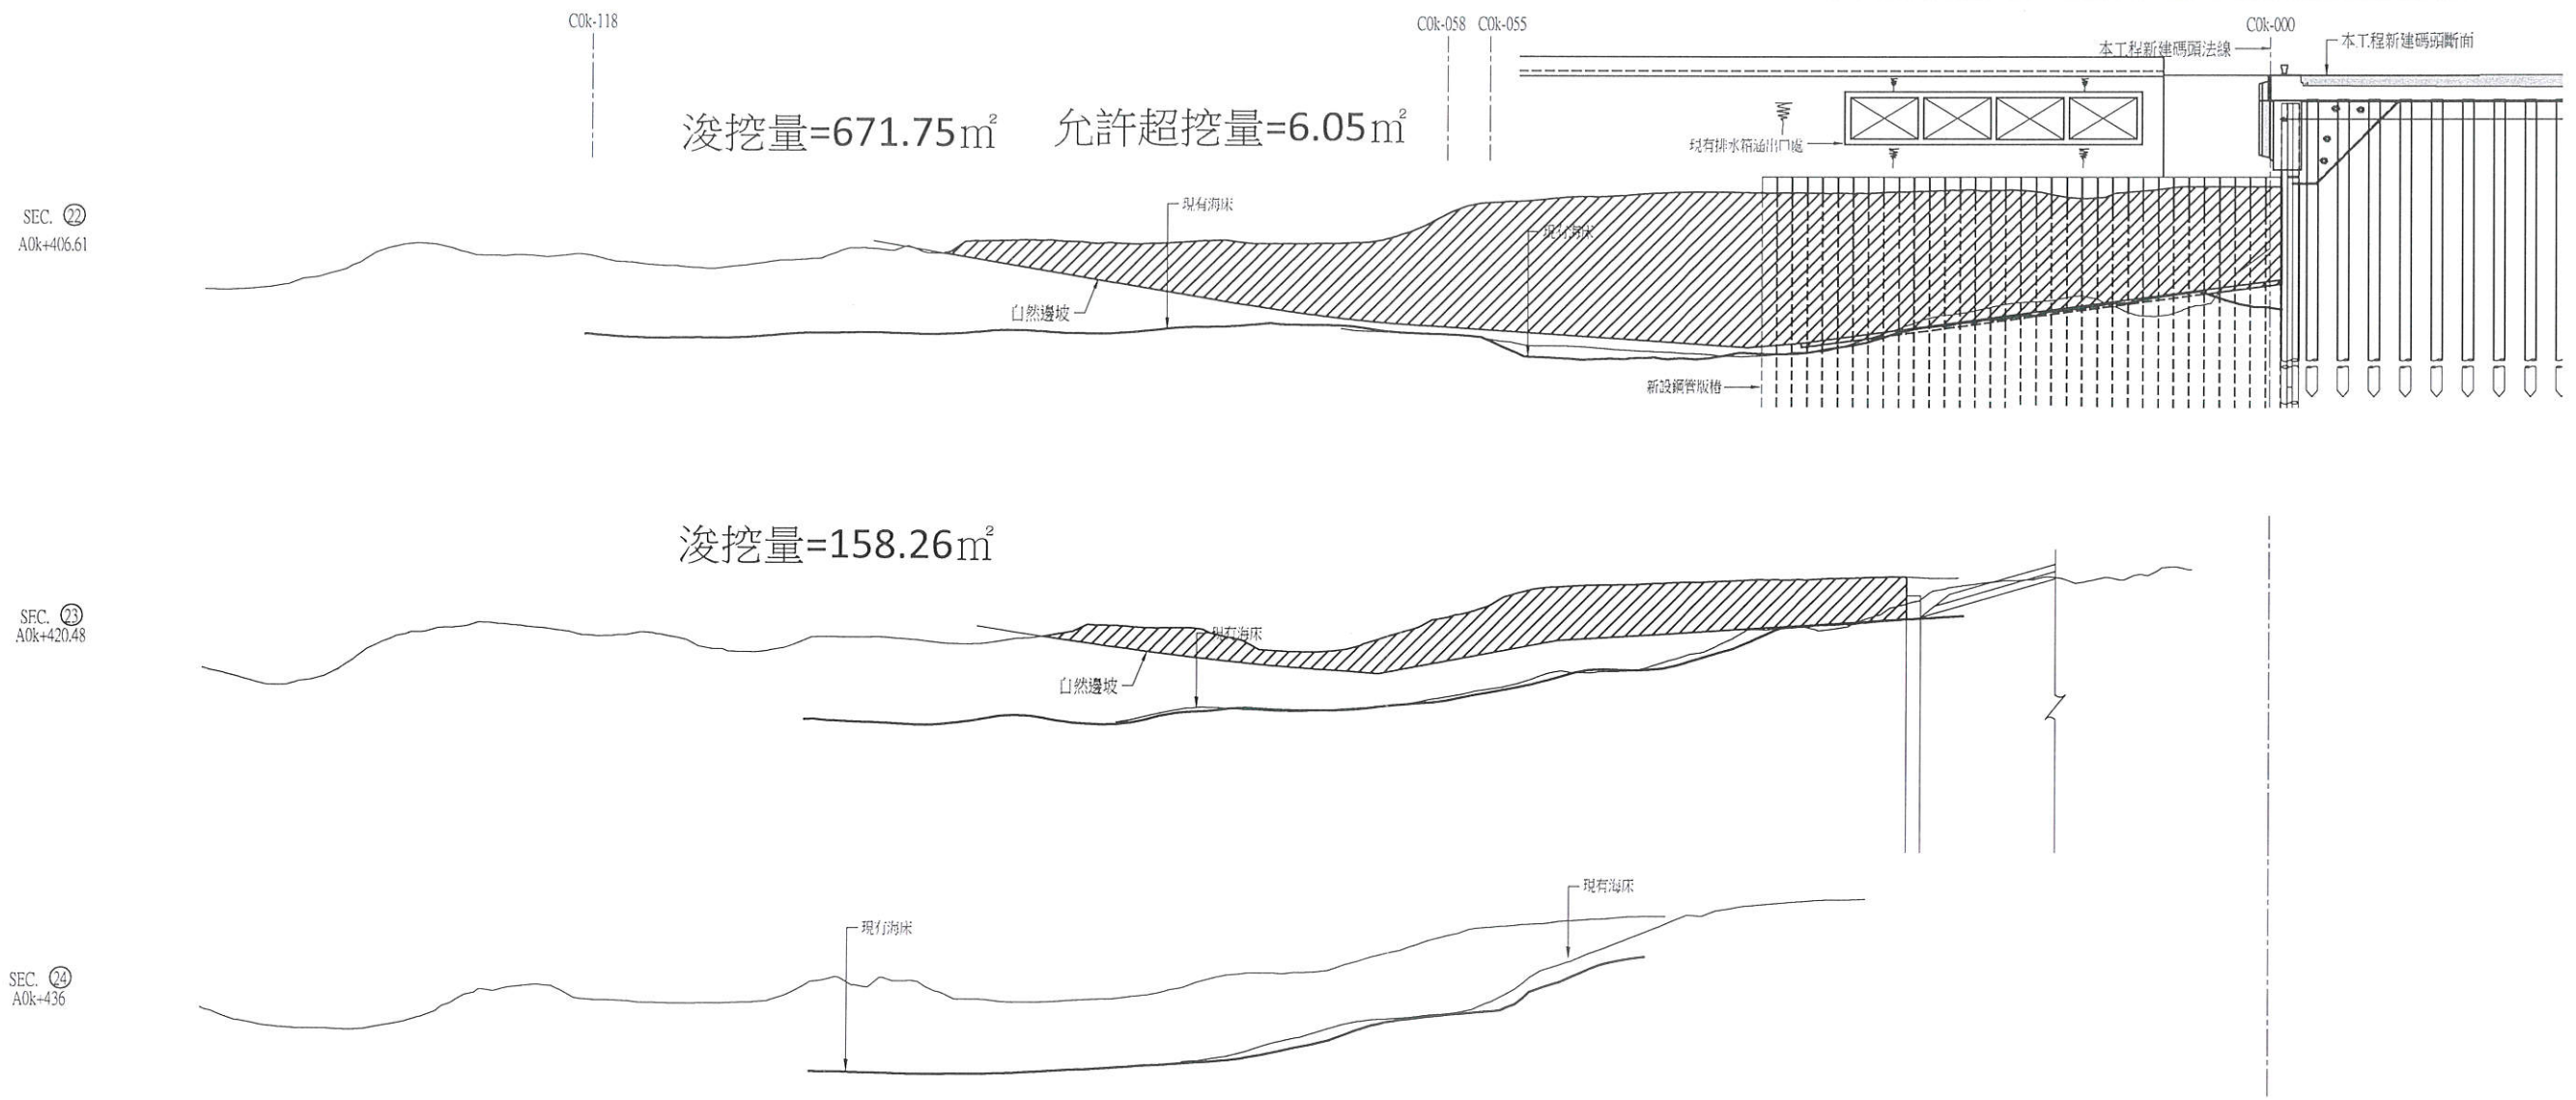 C0k-118
C0k-058
C0k-055
C0k-000
本工程新建碼頭法線
本工程新建碼頭斷面
浚挖量=671.75㎡
允許超挖量=6.05㎡
現有排水箱涵出口處
SEC. 22
A0k+406.61
現有海床
現有海床
自然邊坡
新設鋼管版樁
浚挖量=158.26㎡
SEC. 23
A0k+420.48
現有海床
自然邊坡
現有海床
現有海床
SEC. 24
A0k+436